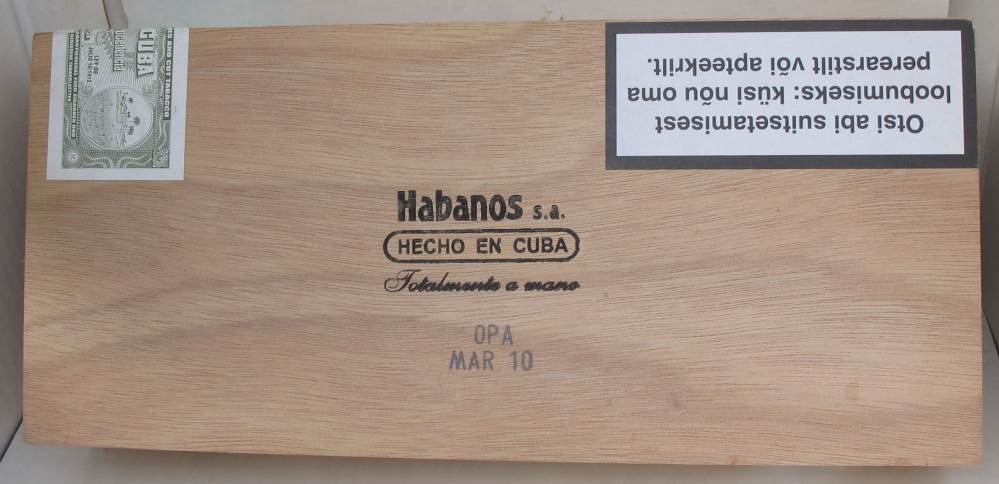 Habanos s.a.
HECHO EN CUBA
Totalmente a mano
OPA
MAR 10
Otsi abi suitsetamisest
loobumiseks: küsi nõu oma
perearstilt või apteekrilt.
CUBA